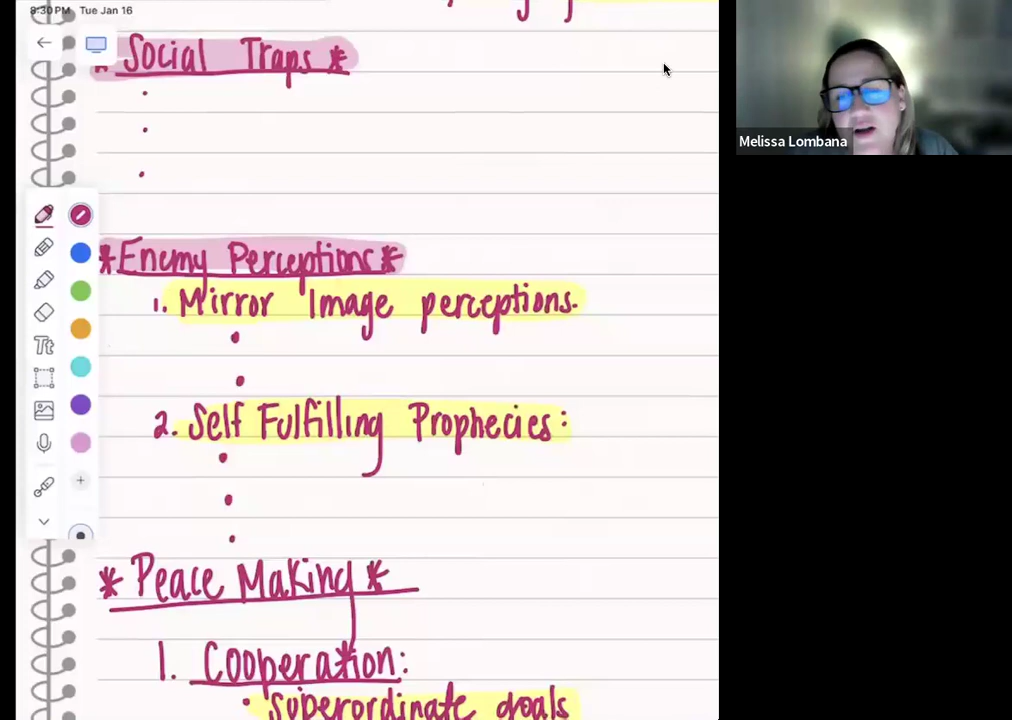 8:30 PM Tue Jan 16
* Social Traps *
*Enemy Perceptions*
1. Mirror Image perceptions.
2. Self Fulfilling Prophecies:
* Peace Making *
1. Cooperation:
• Superordinate goals
Tt
Melissa Lombana